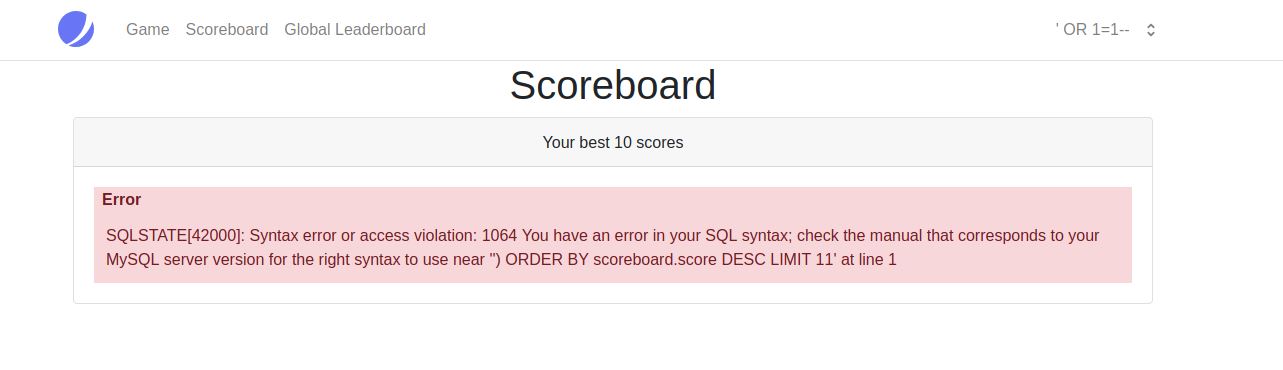 Game Scoreboard Global Leaderboard ' OR 1=1--
Scoreboard
Your best 10 scores
Error
SQLSTATE[42000]: Syntax error or access violation: 1064 You have an error in your SQL syntax; check the manual that corresponds to your
MySQL server version for the right syntax to use near '') ORDER BY scoreboard.score DESC LIMIT 11' at line 1